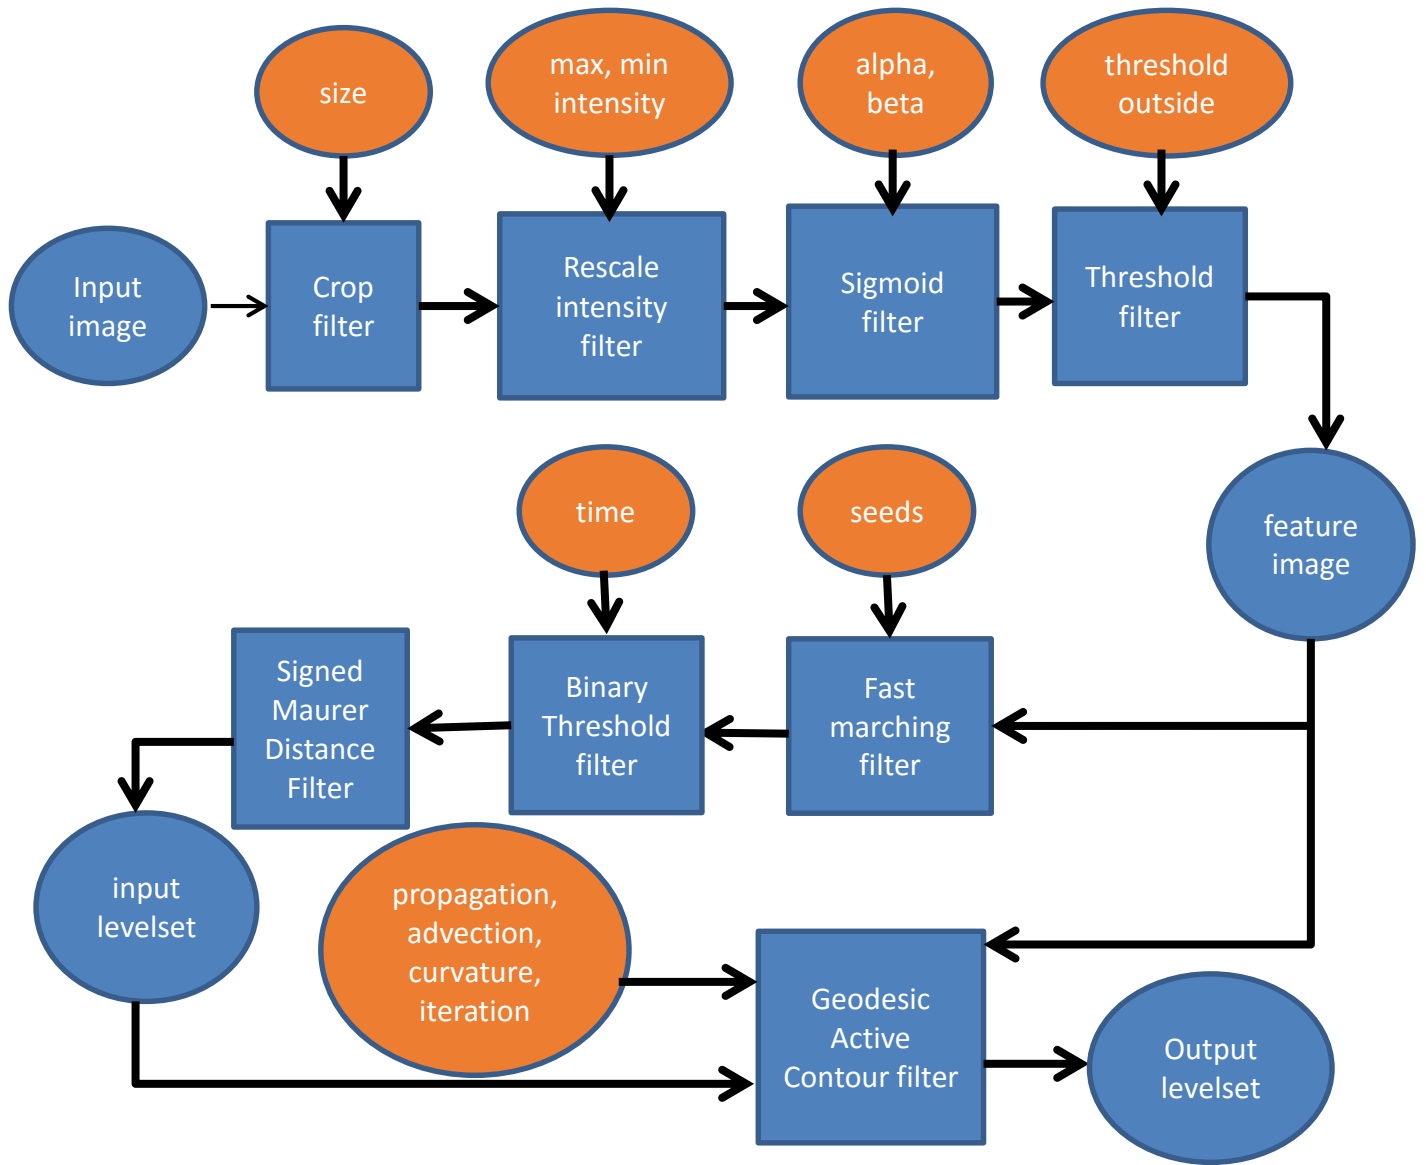 size
max, min
intensity
alpha,
beta
threshold
outside
Input
image
Crop
filter
Rescale
intensity
filter
Sigmoid
filter
Threshold
filter
time
seeds
feature
image
Signed
Maurer
Distance
Filter
Binary
Threshold
filter
Fast
marching
filter
input
levelset
propagation,
advection,
curvature,
iteration
Geodesic
Active
Contour filter
Output
levelset